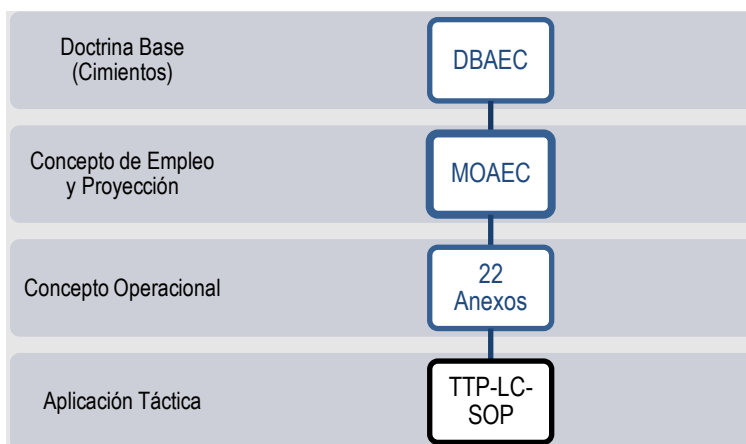 Doctrina Base
(Cimientos)
DBAEC
Concepto de Empleo
y Proyección
MOAEC
Concepto Operacional
22
Anexos
Aplicación Táctica
TTP-LC-
SOP